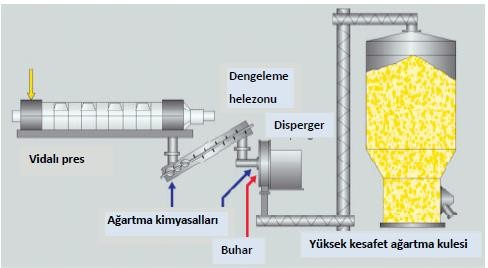 Dengeleme
helezonu
Disperger
Vidalı pres
Ağartma kimyasalları
Buhar
Yüksek kesafet ağartma kulesi